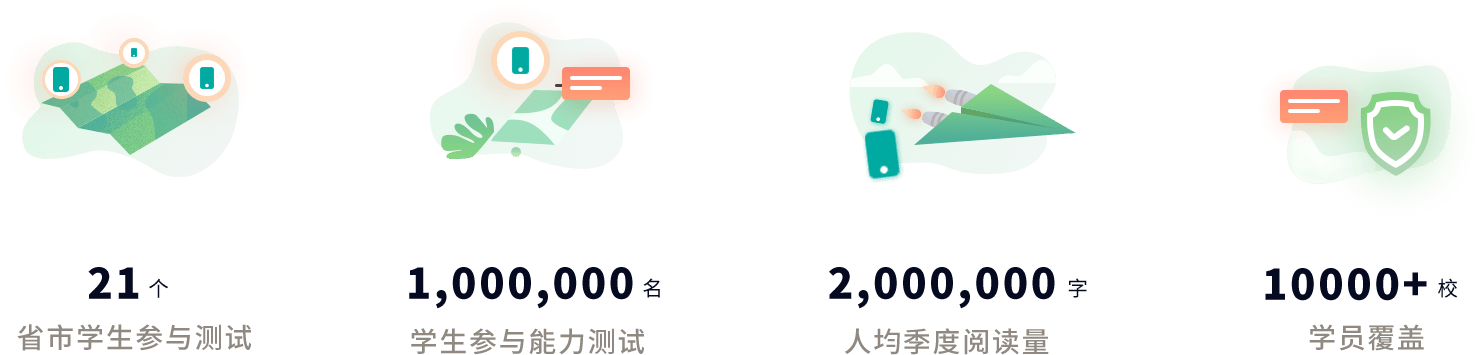 21 个
省市学生参与测试
1,000,000 名
学生参与能力测试
2,000,000 字
人均季度阅读量
10000+ 校
学员覆盖